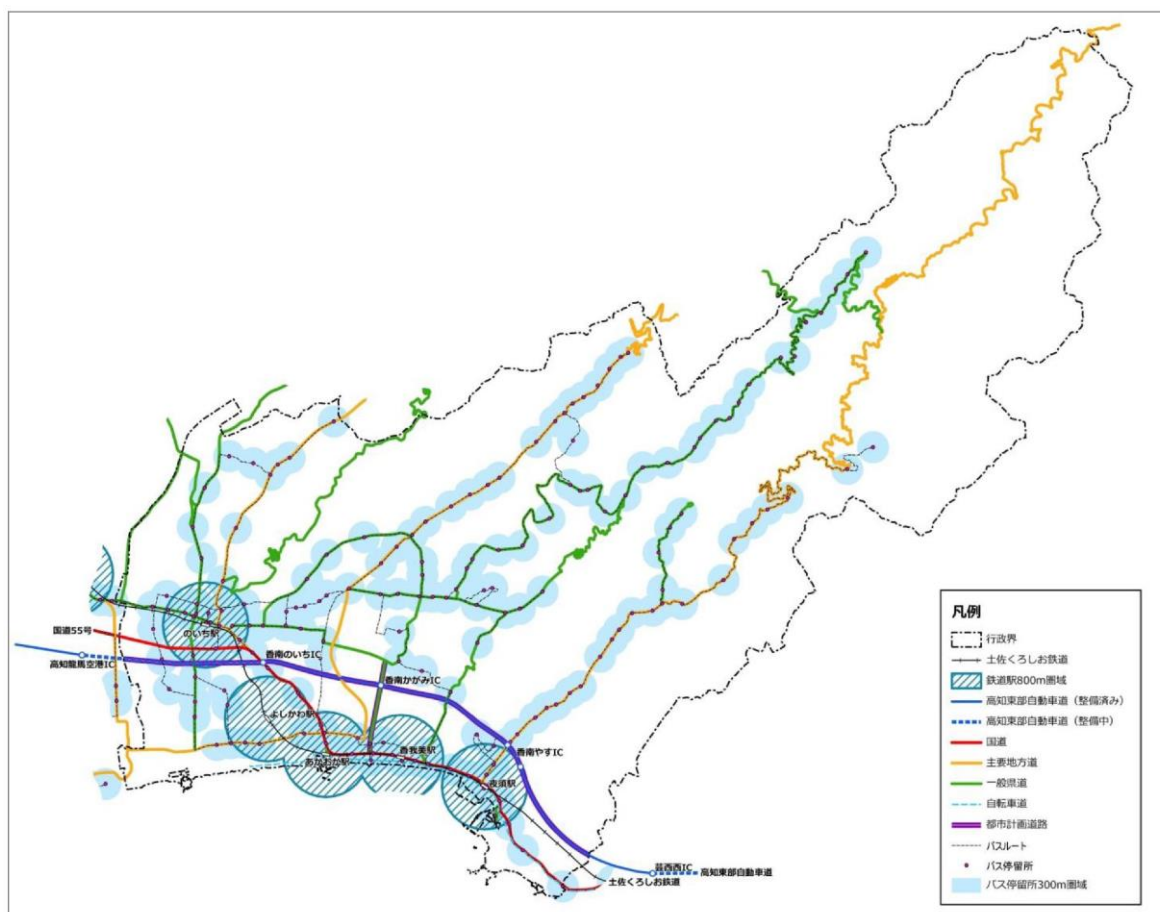 のいち駅
国道55号
高知龍馬空港IC
香南のいちIC
香南かがみIC
よしかわ駅
あかおか駅
香我美駅
香南やすIC
夜須駅
芸西西IC
高知東部自動車道
土佐くろしお鉄道
凡例
行政界
土佐くろしお鉄道
鉄道駅800m圏域
高知東部自動車道（整備済み）
高知東部自動車道（整備中）
国道
主要地方道
一般県道
自転車道
都市計画道路
バスルート
バス停留所
バス停留所300m圏域